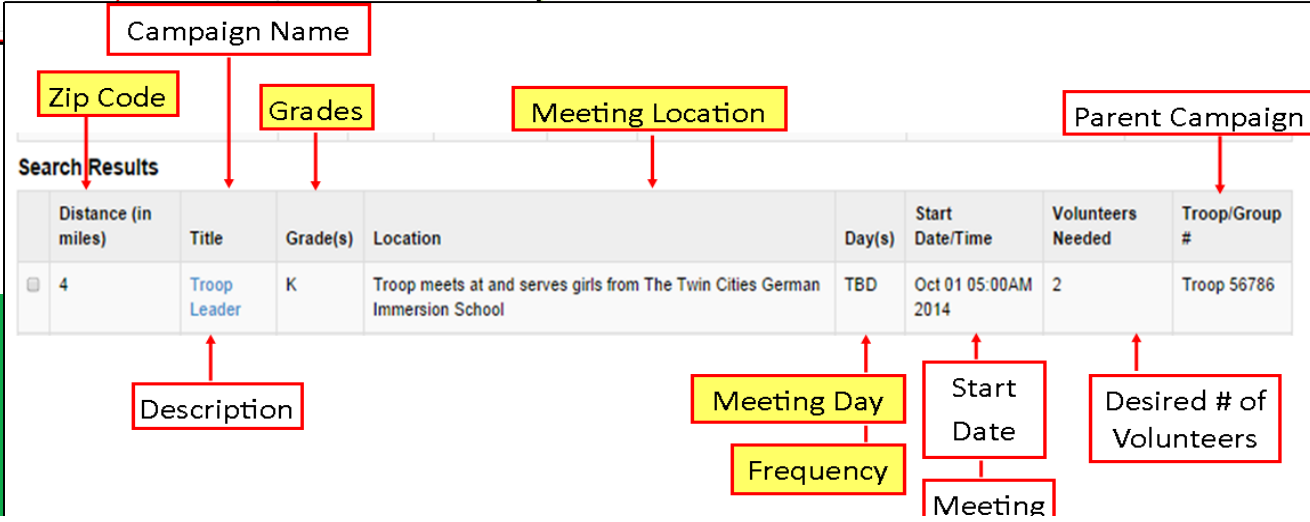 Campaign Name
Zip Code
Grades
Meeting Location
Parent Campaign
Search Results
Distance (in miles)
Title
Grade(s)
Location
Day(s)
Start Date/Time
Volunteers Needed
Troop/Group #
4
Troop Leader
K
Troop meets at and serves girls from The Twin Cities German
Immersion School
TBD
Oct 01 05:00AM
2014
2
Troop 56786
Description
Meeting Day
Frequency
Start
Date
Meeting
Desired # of
Volunteers